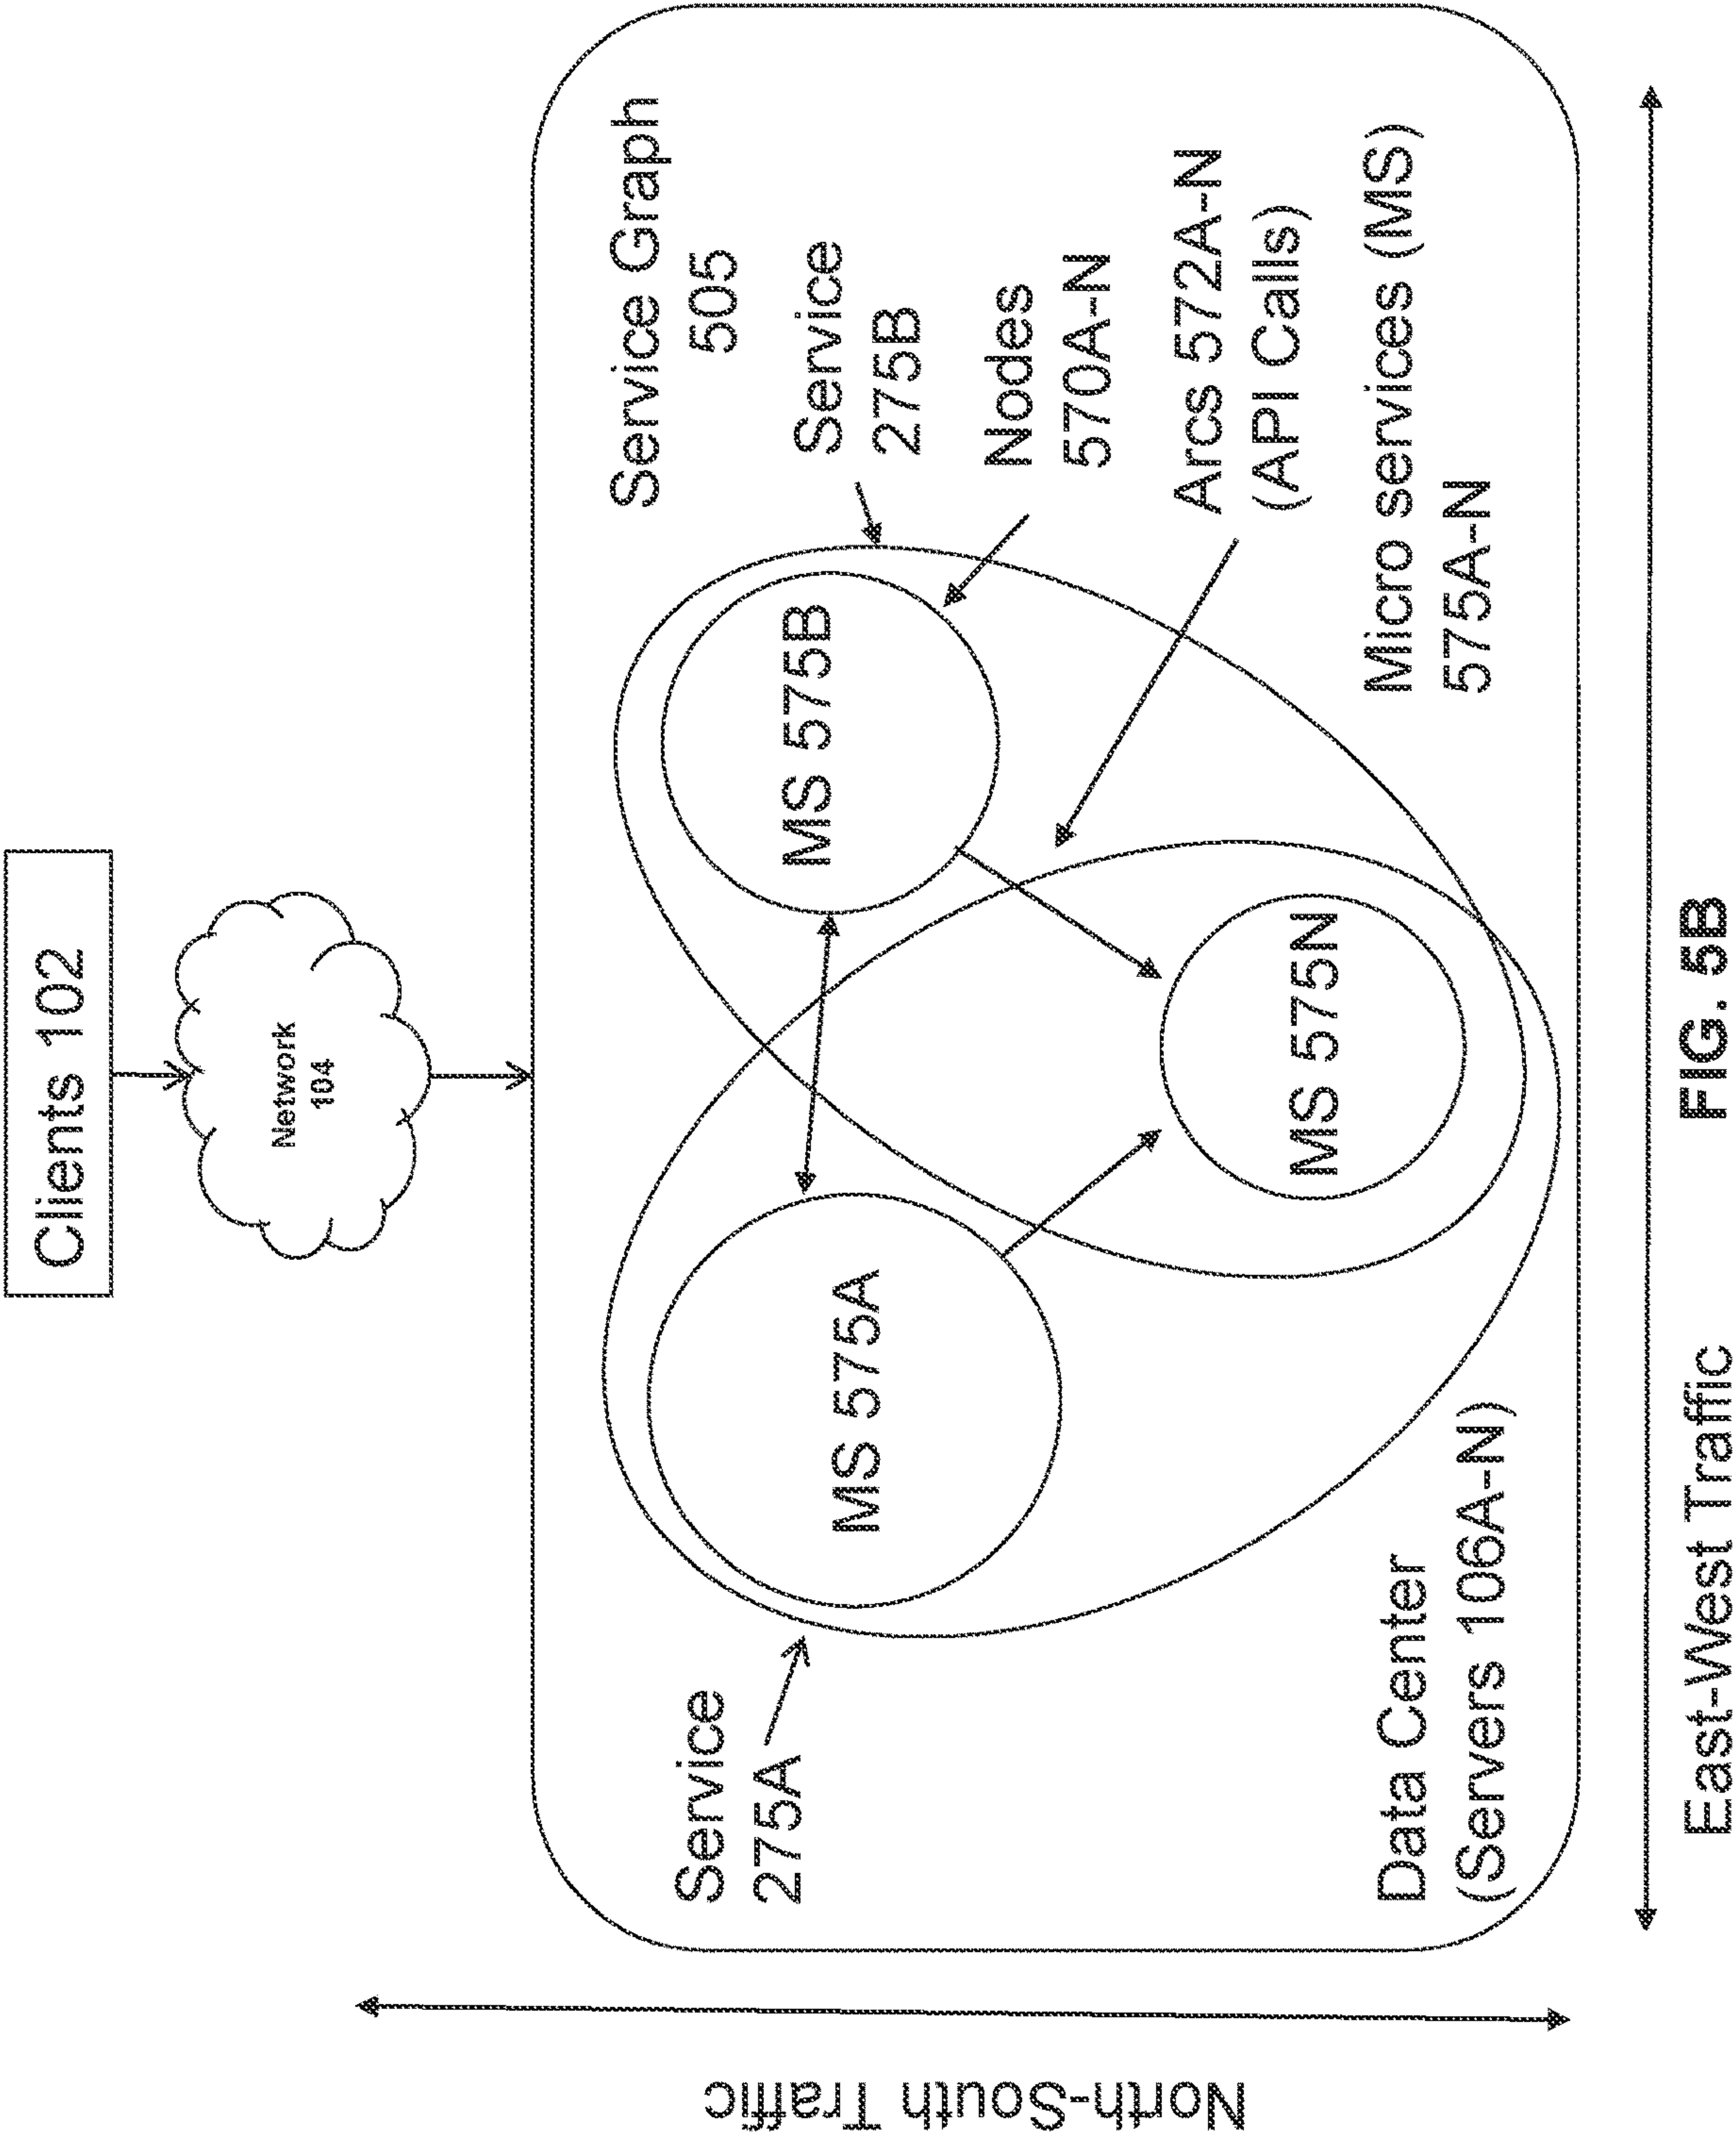 Clients 102
Network
104
Service Graph
505
Service
275A
Service
275B
MS 575A
MS 575B
Nodes
570A-N
Arcs 572A-N
(API Calls)
MS 575N
Micro services (MS)
575A-N
Data Center
(Servers 106A-N)
North-South Traffic
East-West Traffic
FIG. 5B